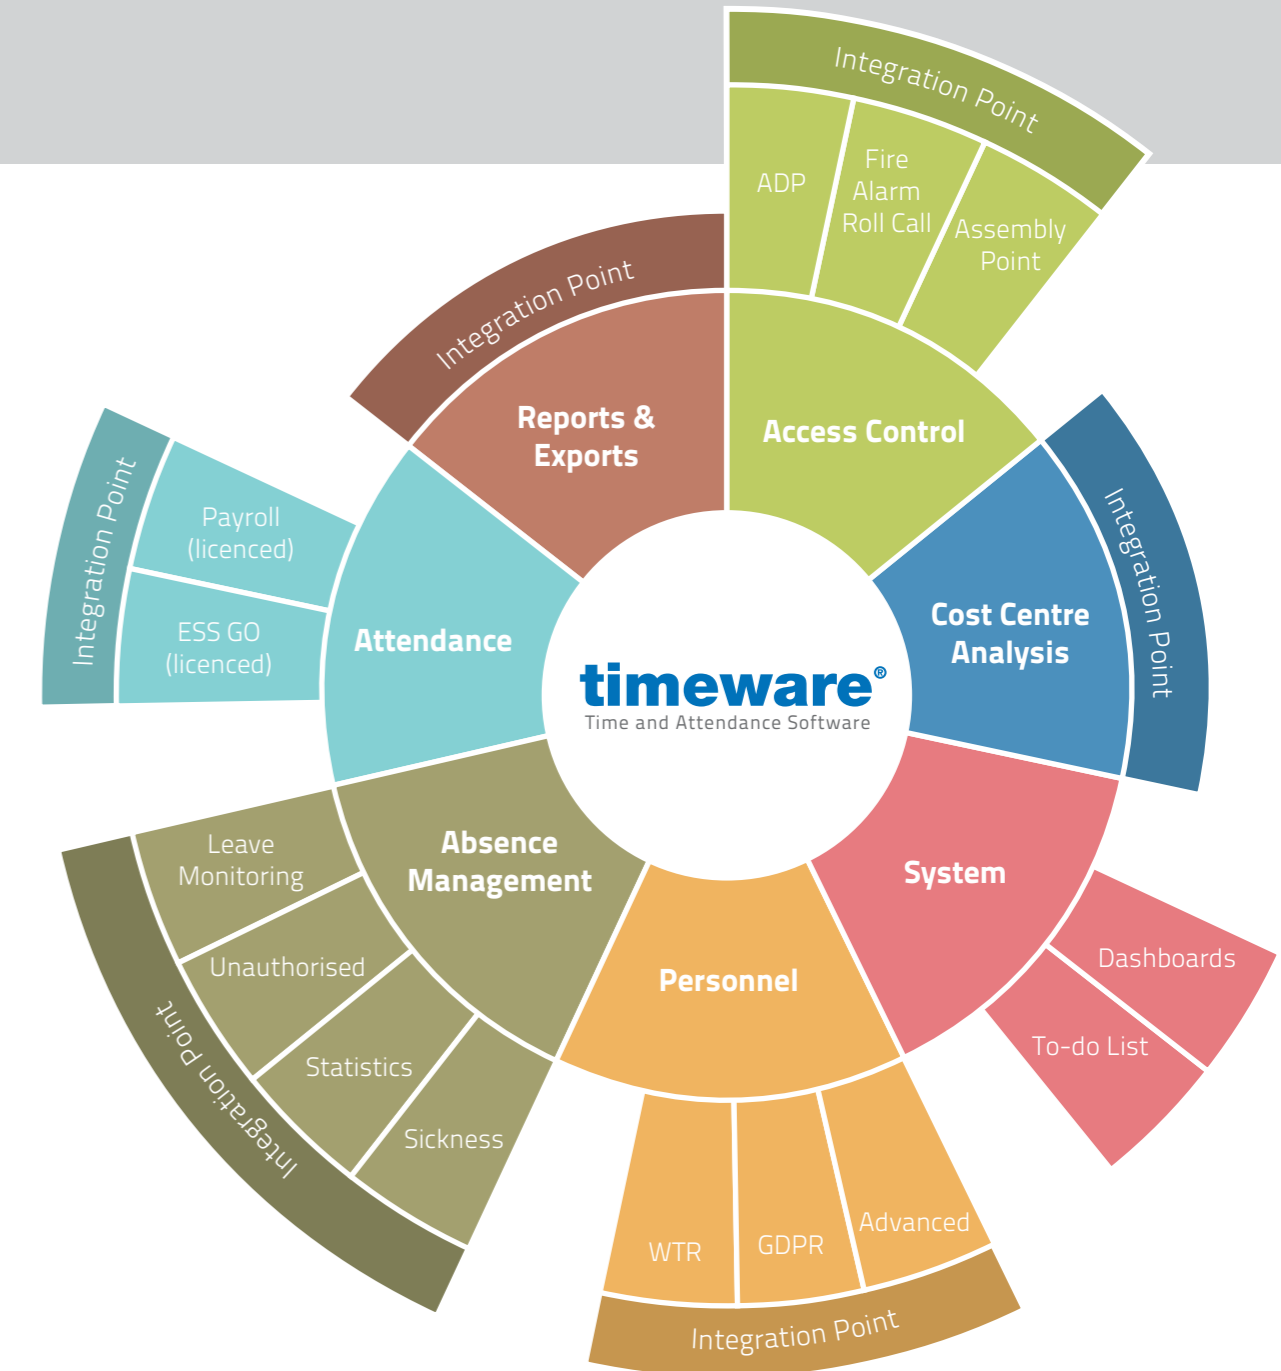 Integration Point
ADP
Fire
Alarm
Roll Call
Assembly
Point
Access Control
Integration Point
Reports &
Exports
Integration Point
Cost Centre
Analysis
Integration Point
Payroll
(licenced)
ESS GO
(licenced)
Attendance
timeware®
Time and Attendance Software
System
Dashboards
To-do List
Absence
Management
Leave
Monitoring
Unauthorised
Statistics
Sickness
Integration Point
Personnel
WTR
GDPR
Advanced
Integration Point